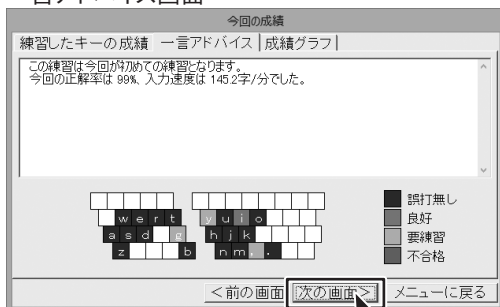 今回の成績
練習したキーの成績 一言アドバイス 成績グラフ
この練習は今回が初めての練習となります。
今回の正解率は 99%、入力速度は 145.2字/分でした。
w e r t y u i o
a s d g h j k
z b n m , .
誤打無し
良好
要練習
不合格
<前の画面 次の画面> メニューに戻る